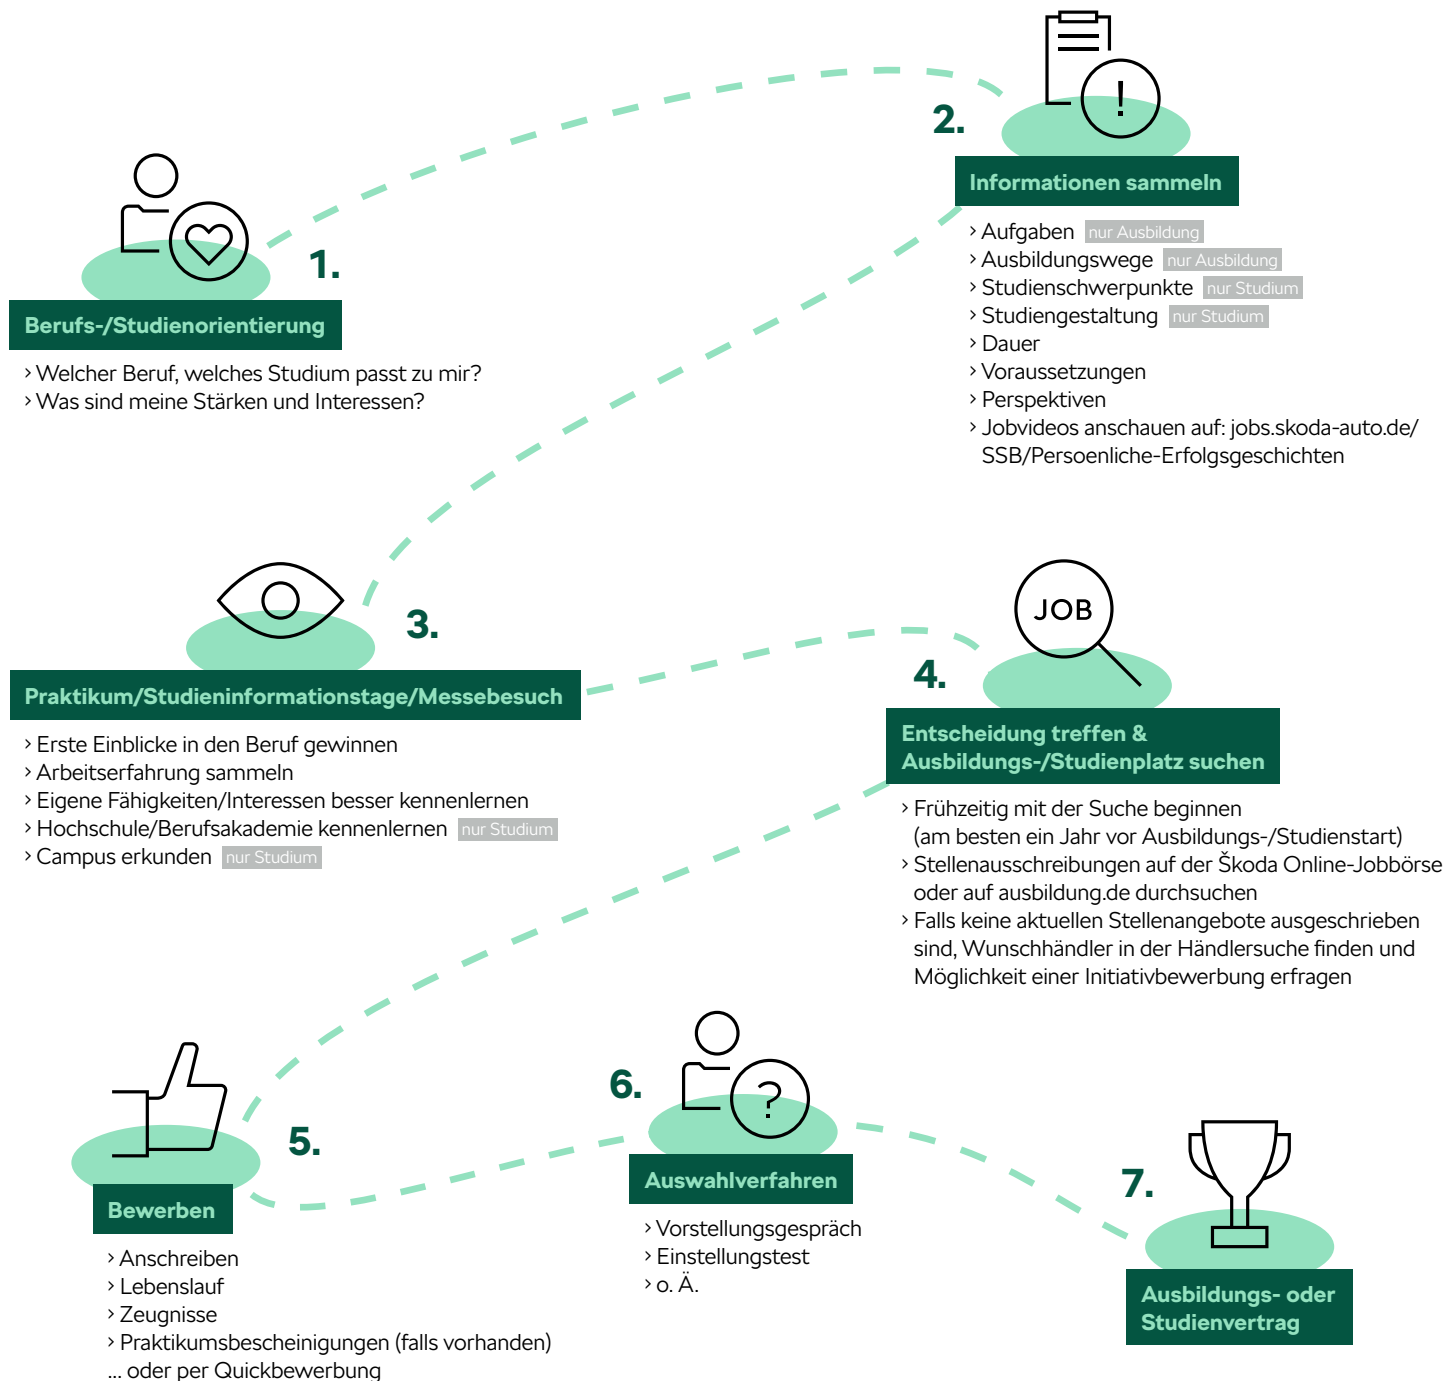 1.
Berufs-/Studienorientierung
› Welcher Beruf, welches Studium passt zu mir?
› Was sind meine Stärken und Interessen?
!
2.
Informationen sammeln
› Aufgaben nur Ausbildung
› Ausbildungswege nur Ausbildung
› Studienschwerpunkte nur Studium
› Studiengestaltung nur Studium
› Dauer
› Voraussetzungen
› Perspektiven
› Jobvideos anschauen auf: jobs.skoda-auto.de/
SSB/Persoenliche-Erfolgsgeschichten
3.
Praktikum/Studieninformationstage/Messebesuch
› Erste Einblicke in den Beruf gewinnen
› Arbeitserfahrung sammeln
› Eigene Fähigkeiten/Interessen besser kennenlernen
› Hochschule/Berufsakademie kennenlernen nur Studium
› Campus erkunden nur Studium
JOB
4.
Entscheidung treffen &
Ausbildungs-/Studienplatz suchen
› Frühzeitig mit der Suche beginnen
(am besten ein Jahr vor Ausbildungs-/Studienstart)
› Stellenausschreibungen auf der Škoda Online-Jobbörse
oder auf ausbildung.de durchsuchen
› Falls keine aktuellen Stellenangebote ausgeschrieben
sind, Wunschhändler in der Händlersuche finden und
Möglichkeit einer Initiativbewerbung erfragen
5.
Bewerben
› Anschreiben
› Lebenslauf
› Zeugnisse
› Praktikumsbescheinigungen (falls vorhanden)
... oder per Quickbewerbung
6.
?
Auswahlverfahren
› Vorstellungsgespräch
› Einstellungstest
› o. Ä.
7.
Ausbildungs- oder
Studienvertrag